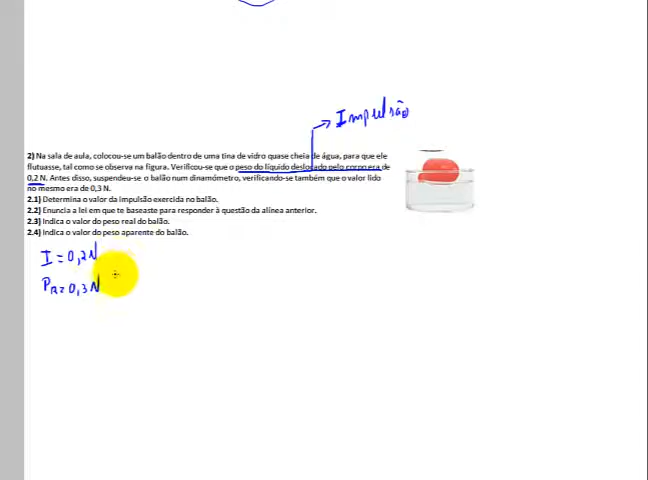 Impulsão
2) Na sala de aula, colocou-se um balão dentro de uma tina de vidro quase cheia de água, para que ele
flutuasse, tal como se observa na figura. Verificou-se que o peso do líquido deslocado pelo corpo era de
0,2 N. Antes disso, suspendeu-se o balão num dinamómetro, verificando-se também que o valor lido
no mesmo era de 0,3 N.
2.1) Determina o valor da impulsão exercida no balão.
2.2) Enuncia a lei em que te baseaste para responder à questão da alínea anterior.
2.3) Indica o valor do peso real do balão.
2.4) Indica o valor do peso aparente do balão.
I = 0,2N
PR = 0,3N